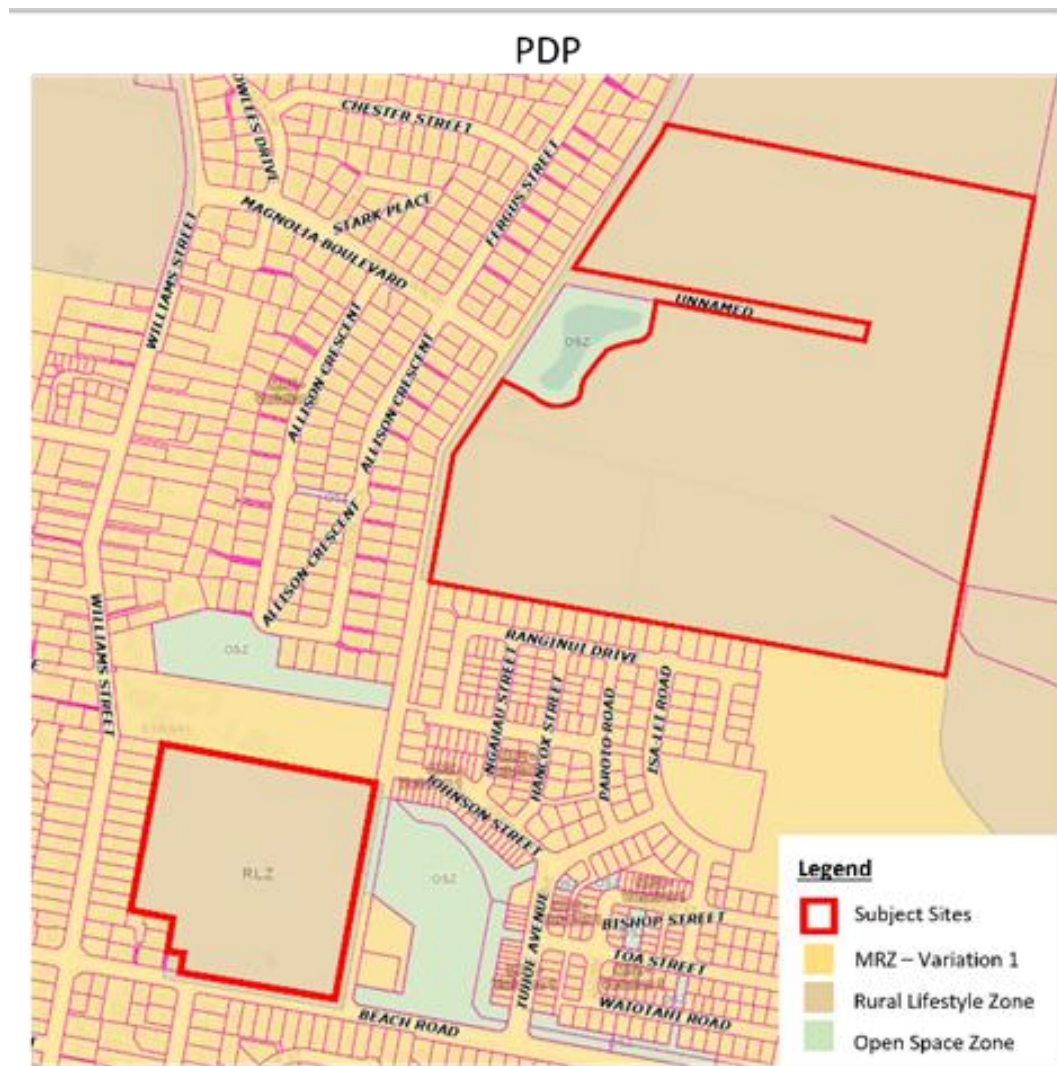 PDP
OWLEES DRIVE
CHESTER STREET
FERGUS STREET
STARK PLACE
MAGNOLIA BOULEVARD
WILLIAMS STREET
UNNAMED
OSZ
ALLISON CRESCENT
ALLISON CRESCENT
ALLISON CRESCENT
WILLIAMS STREET
OSZ
RANGINUI DRIVE
NGAHAU STREET
HANCOX STREET
PAROTO ROAD
ISA-LEI ROAD
JOHNSON STREET
RLZ
OSZ
TUHOE AVENUE
BISHOP STREET
TOA STREET
WATOTAHI ROAD
BEACH ROAD
Legend
Subject Sites
MRZ – Variation 1
Rural Lifestyle Zone
Open Space Zone